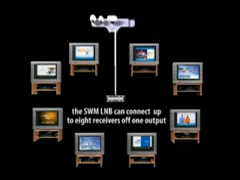 the SWM LNB can connect up
to eight receivers off one output